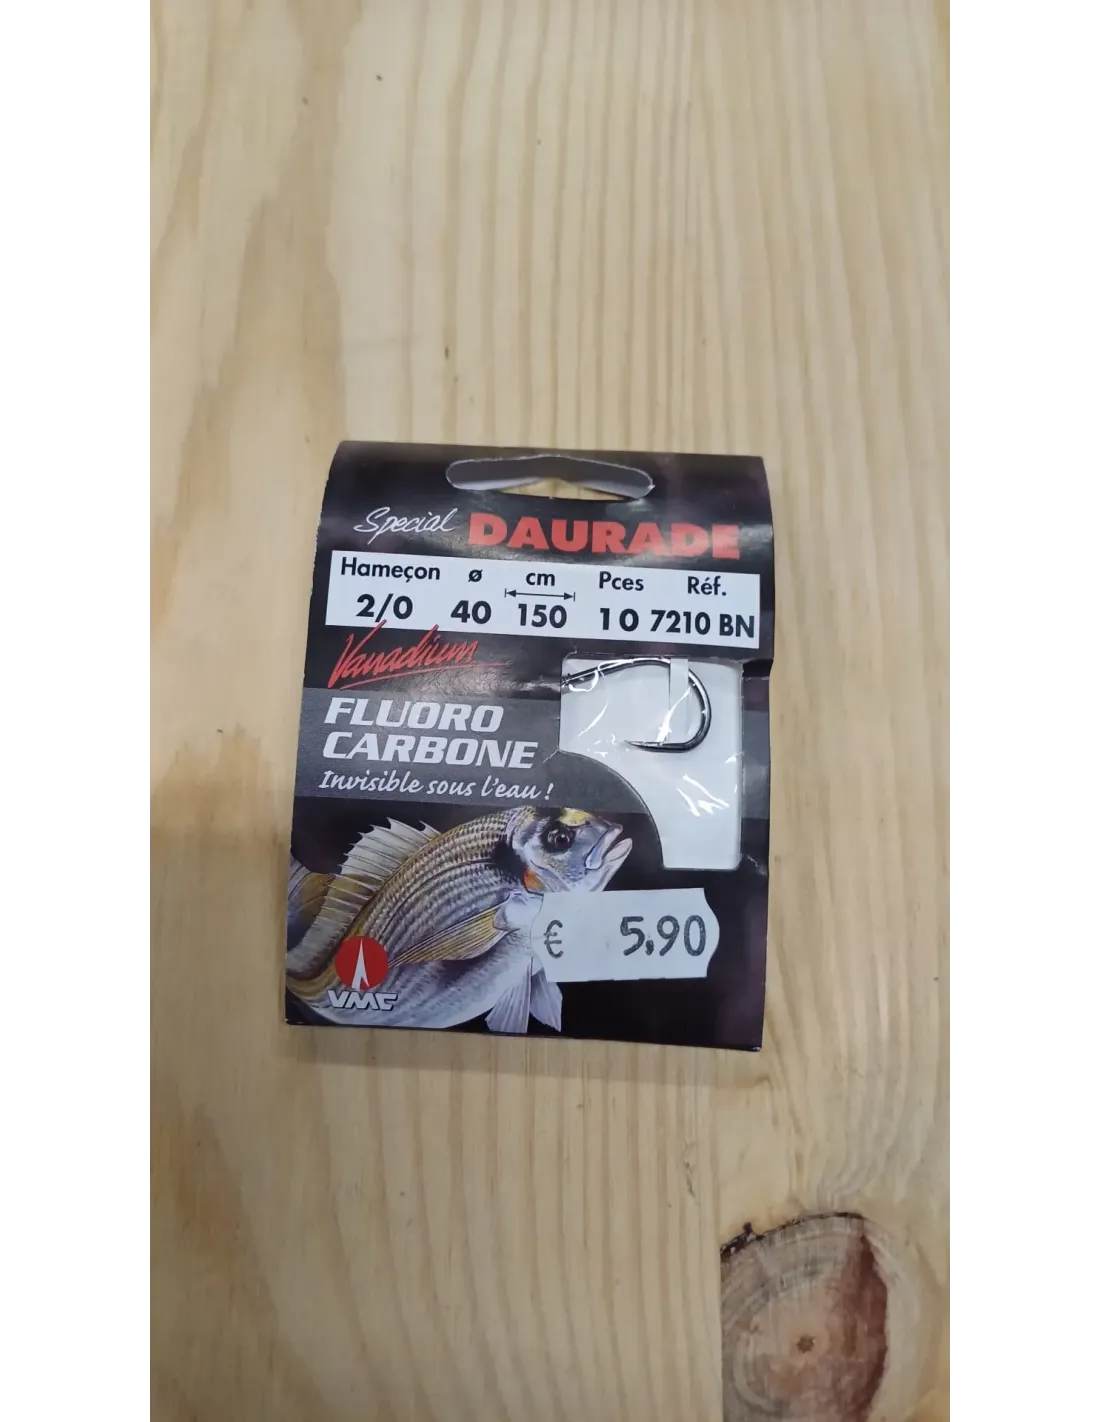 Special DAURADE
Hameçon ø cm Pces Réf.
2/0 40 150 10 7210 BN
Vanadium
FLUORO
CARBONE
Invisible sous l'eau !
€ 5.90
VMC